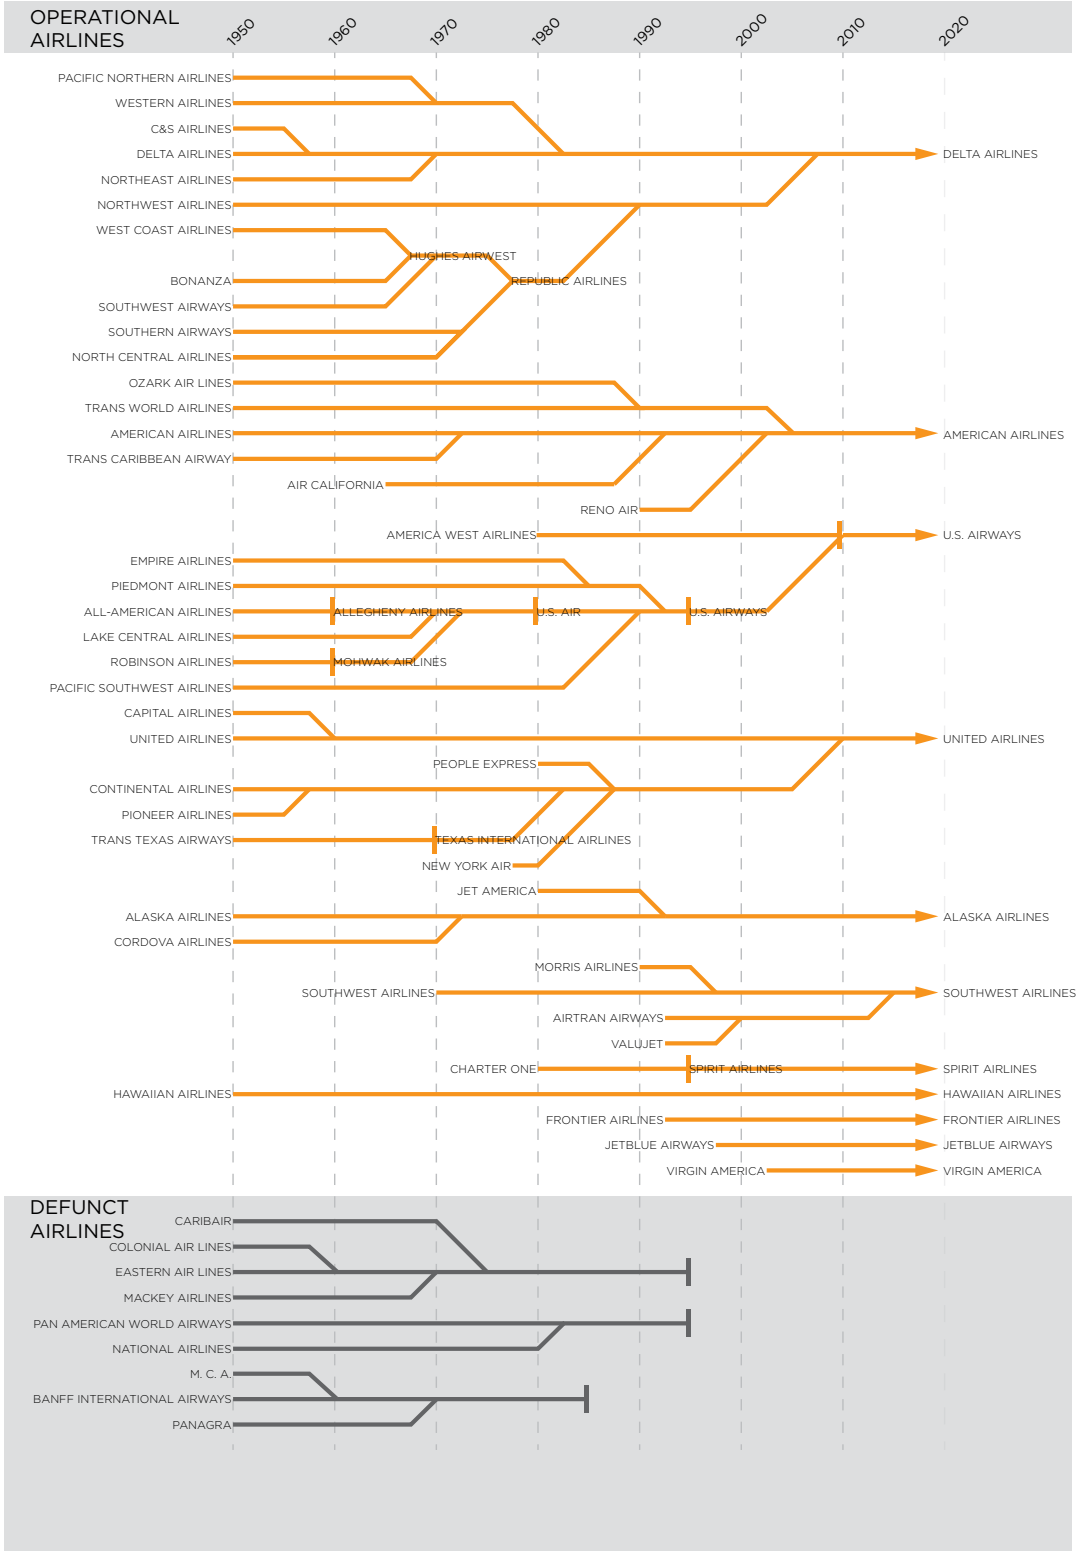 OPERATIONAL
AIRLINES
1950 1960 1970 1980 1990 2000 2010 2020
PACIFIC NORTHERN AIRLINES
WESTERN AIRLINES
C&S AIRLINES
DELTA AIRLINES DELTA AIRLINES
NORTHEAST AIRLINES
NORTHWEST AIRLINES
WEST COAST AIRLINES
HUGHES AIRWEST
BONANZA REPUBLIC AIRLINES
SOUTHWEST AIRWAYS
SOUTHERN AIRWAYS
NORTH CENTRAL AIRLINES
OZARK AIR LINES
TRANS WORLD AIRLINES
AMERICAN AIRLINES AMERICAN AIRLINES
TRANS CARIBBEAN AIRWAY
AIR CALIFORNIA
RENO AIR
AMERICA WEST AIRLINES U.S. AIRWAYS
EMPIRE AIRLINES
PIEDMONT AIRLINES
ALL-AMERICAN AIRLINES ALLEGHENY AIRLINES U.S. AIR U.S. AIRWAYS
LAKE CENTRAL AIRLINES
ROBINSON AIRLINES MOHWAK AIRLINES
PACIFIC SOUTHWEST AIRLINES
CAPITAL AIRLINES
UNITED AIRLINES UNITED AIRLINES
PEOPLE EXPRESS
CONTINENTAL AIRLINES
PIONEER AIRLINES
TRANS TEXAS AIRWAYS TEXAS INTERNATIONAL AIRLINES
NEW YORK AIR
JET AMERICA
ALASKA AIRLINES ALASKA AIRLINES
CORDOVA AIRLINES
MORRIS AIRLINES
SOUTHWEST AIRLINES SOUTHWEST AIRLINES
AIRTRAN AIRWAYS
VALUJET
CHARTER ONE SPIRIT AIRLINES SPIRIT AIRLINES
HAWAIIAN AIRLINES HAWAIIAN AIRLINES
FRONTIER AIRLINES FRONTIER AIRLINES
JETBLUE AIRWAYS JETBLUE AIRWAYS
VIRGIN AMERICA VIRGIN AMERICA
DEFUNCT
AIRLINES
CARIBAIR
COLONIAL AIR LINES
EASTERN AIR LINES
MACKEY AIRLINES
PAN AMERICAN WORLD AIRWAYS
NATIONAL AIRLINES
M. C. A.
BANFF INTERNATIONAL AIRWAYS
PANAGRA